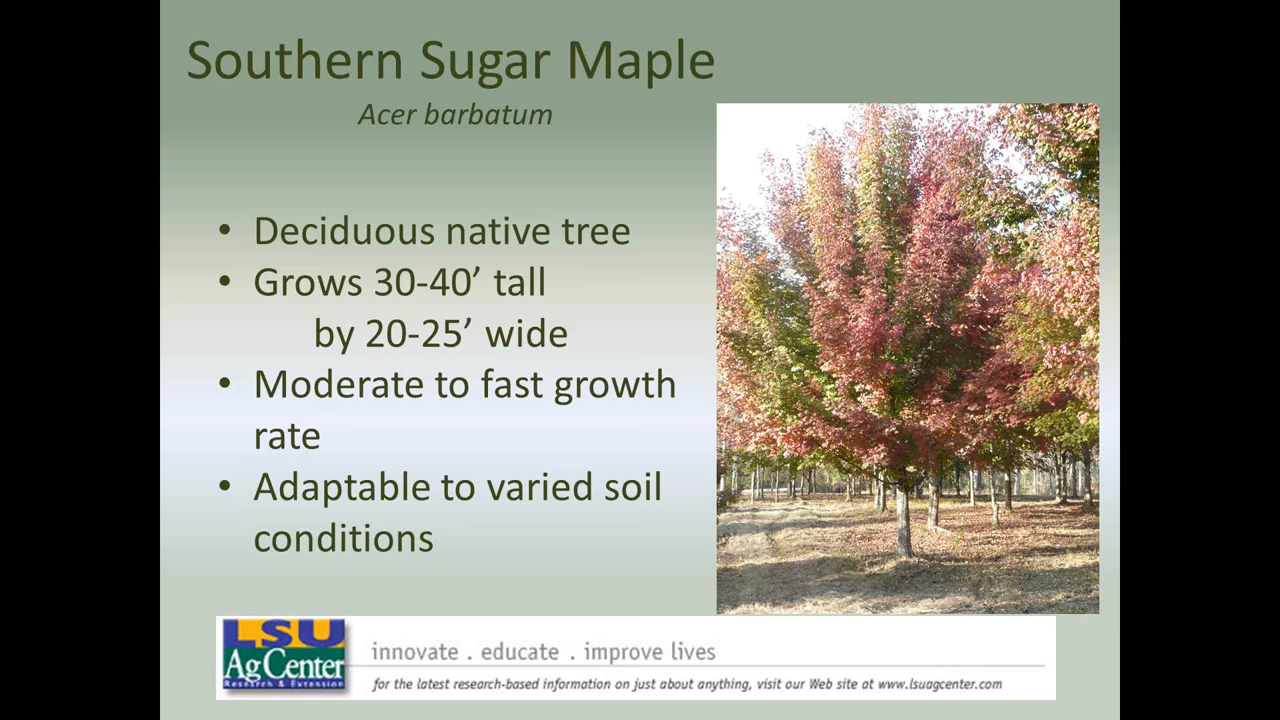 Southern Sugar Maple
Acer barbatum
• Deciduous native tree
• Grows 30-40’ tall
by 20-25’ wide
• Moderate to fast growth
rate
• Adaptable to varied soil
conditions
LSU
AgCenter
Research & Extension
innovate . educate . improve lives
for the latest research-based information on just about anything, visit our Web site at www.lsuagcenter.com